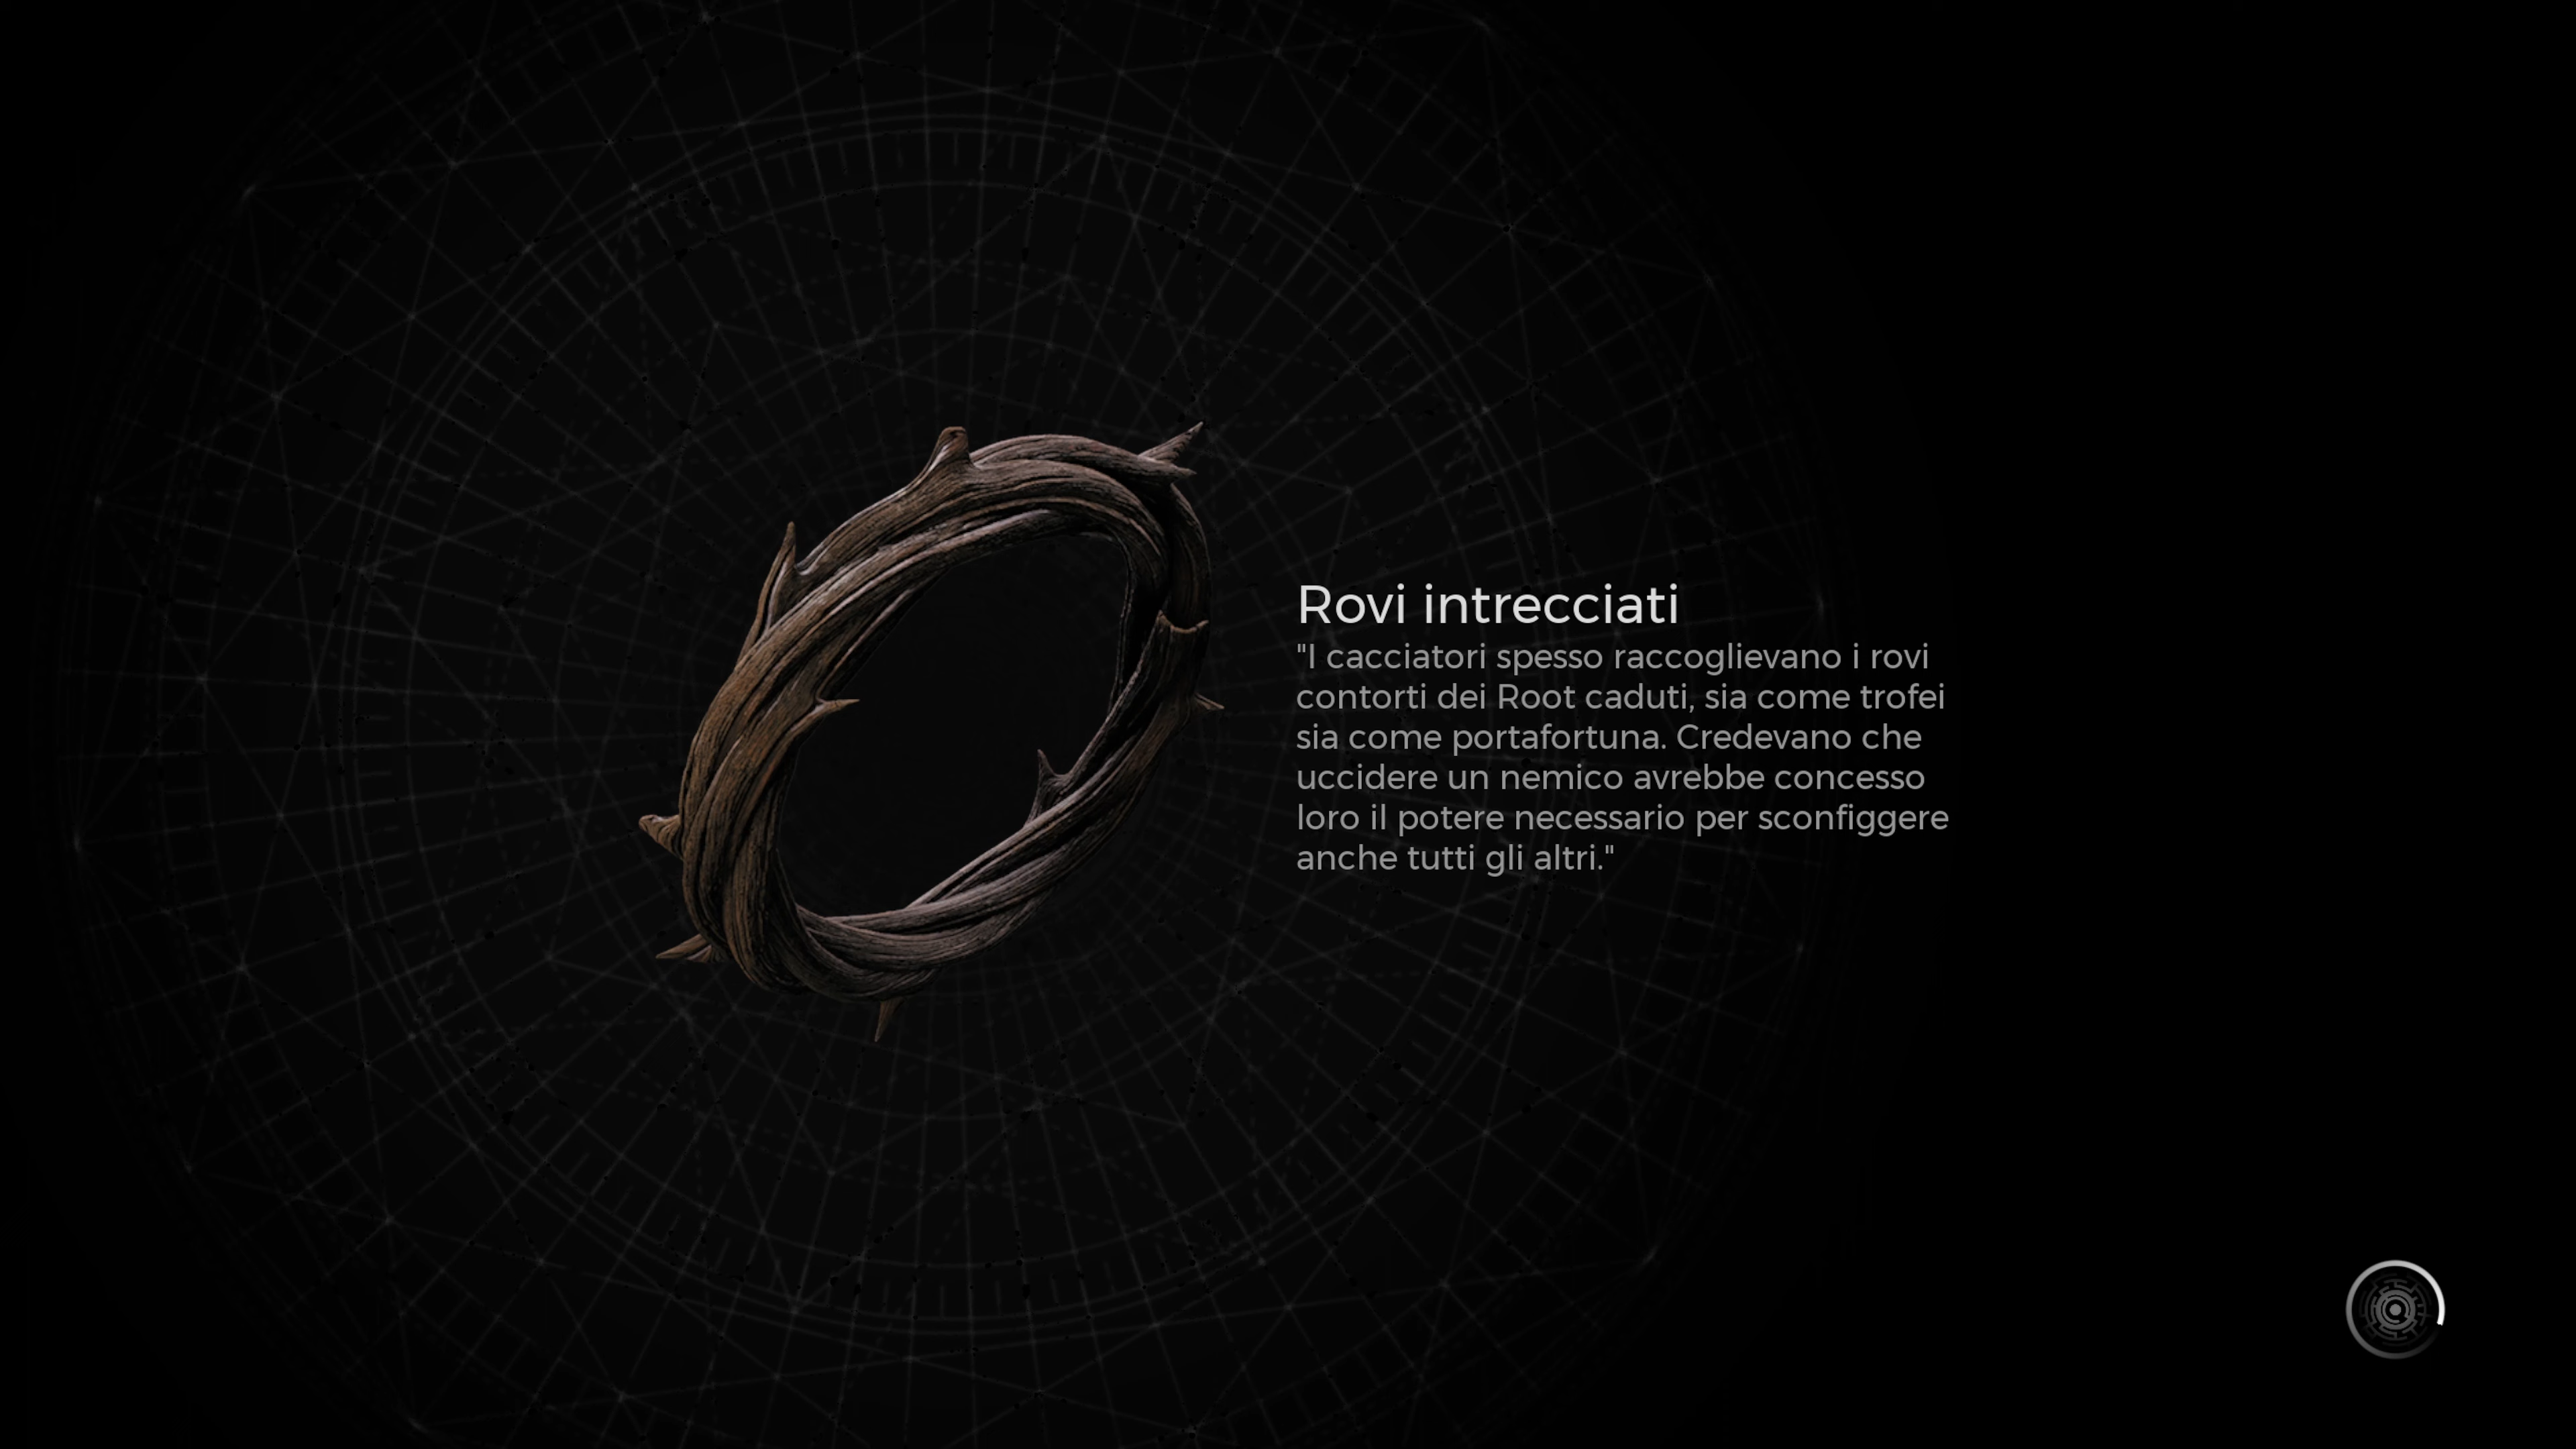 Rovi intrecciati
"I cacciatori spesso raccoglievano i rovi
contorti dei Root caduti, sia come trofei
sia come portafortuna. Credevano che
uccidere un nemico avrebbe concesso
loro il potere necessario per sconfiggere
anche tutti gli altri."